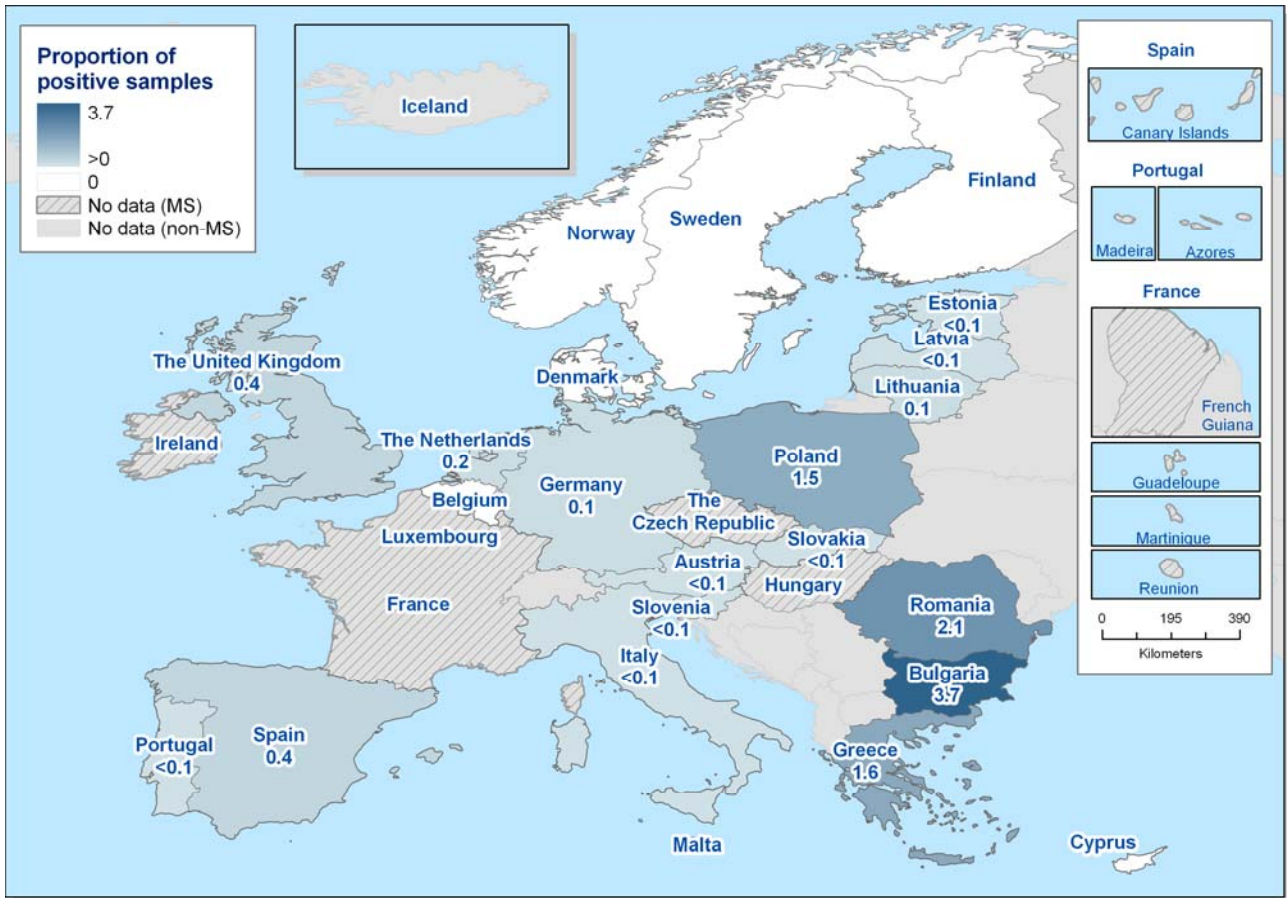 Proportion of
positive samples
3.7
>0
0
No data (MS)
No data (non-MS)
Iceland
Norway
Sweden
Finland
Estonia
<0.1
Latvia
<0.1
Lithuania
0.1
Denmark
The United Kingdom
0.4
Ireland
The Netherlands
0.2
Belgium
Luxembourg
Germany
0.1
Poland
1.5
The
Czech Republic
Slovakia
<0.1
Austria
<0.1
Hungary
France
Slovenia
<0.1
Romania
2.1
Italy
<0.1
Bulgaria
3.7
Portugal
<0.1
Spain
0.4
Greece
1.6
Malta
Cyprus
Spain
Canary Islands
Portugal
Madeira
Azores
France
French
Guiana
Guadeloupe
Martinique
Reunion
0 195 390
Kilometers